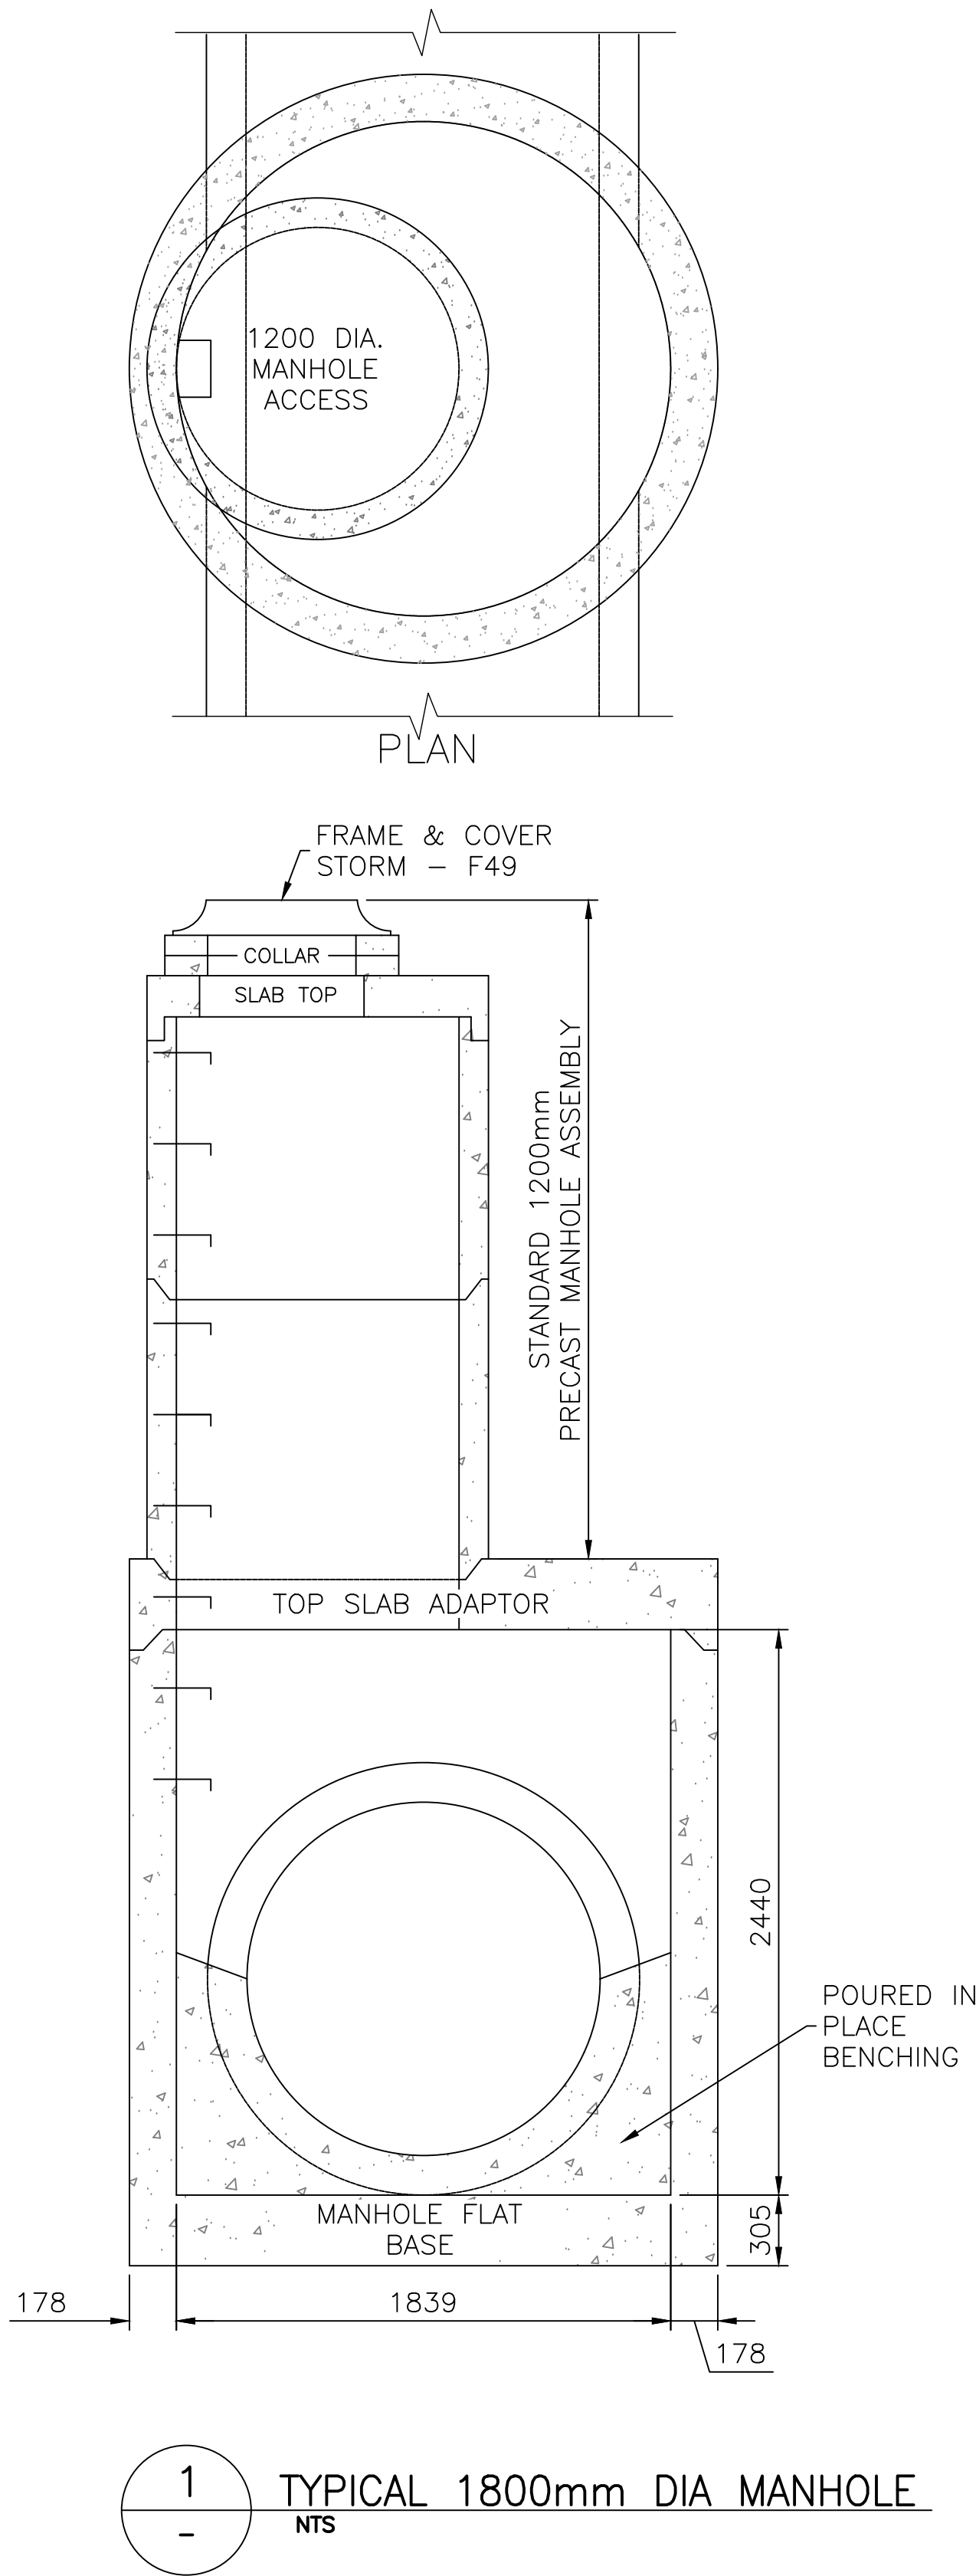 1200 DIA.
MANHOLE
ACCESS
PLAN
FRAME & COVER
STORM - F49
COLLAR
SLAB TOP
STANDARD 1200mm
PRECAST MANHOLE ASSEMBLY
TOP SLAB ADAPTOR
2440
POURED IN
PLACE
BENCHING
MANHOLE FLAT
BASE
305
178
1839
178
1
-
TYPICAL 1800mm DIA MANHOLE
NTS